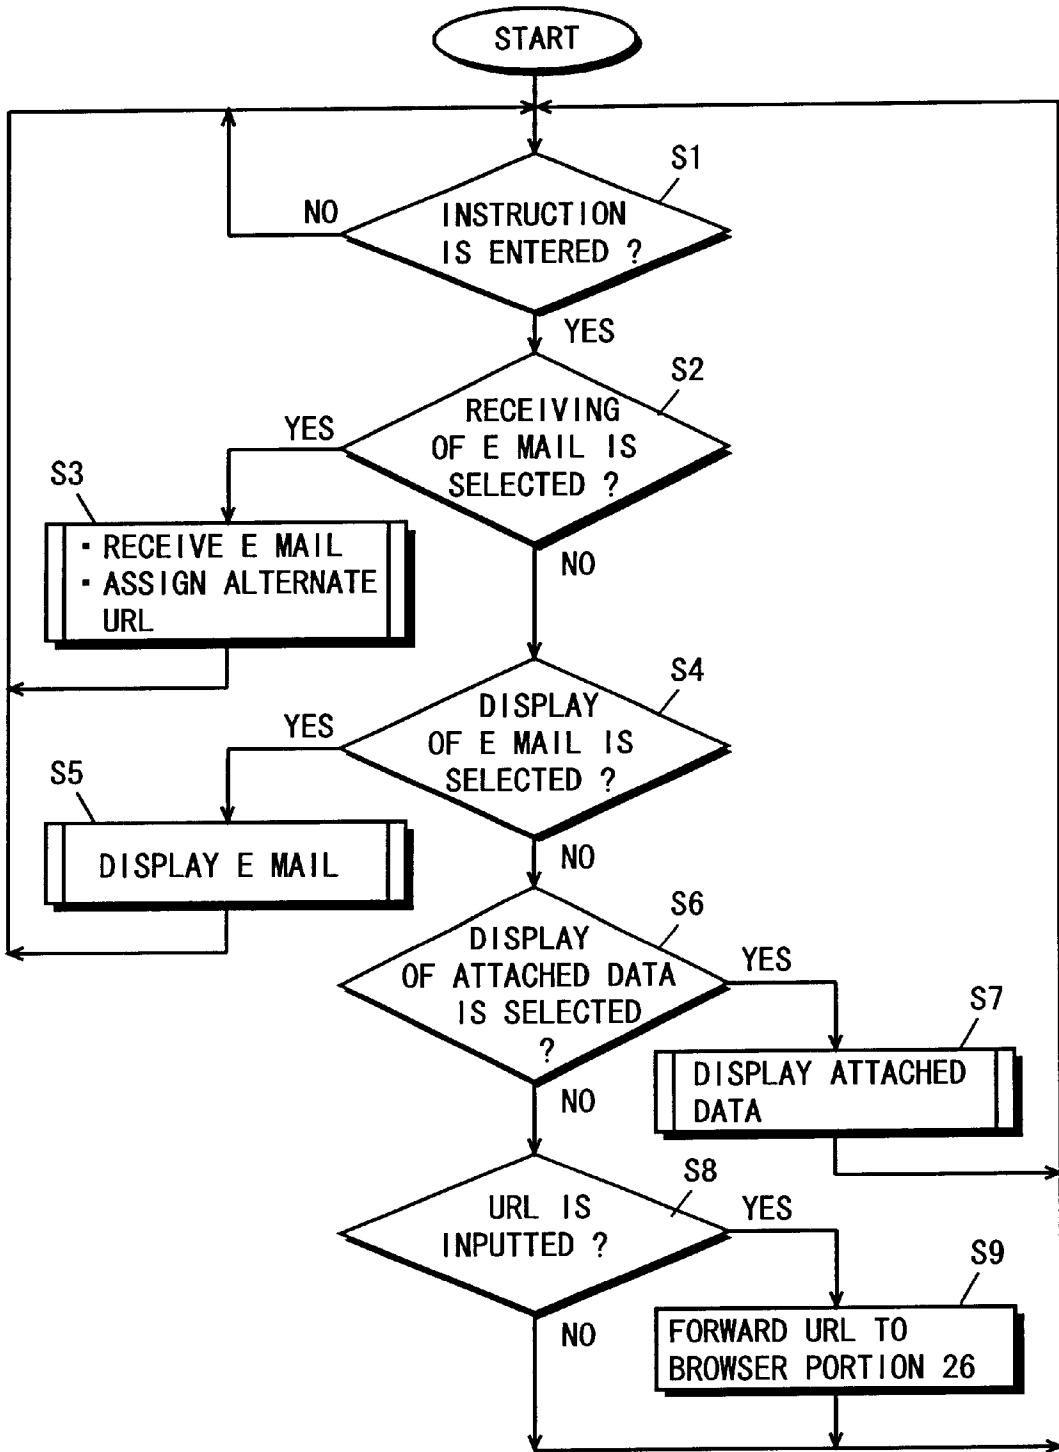 START
S1
NO
INSTRUCTION
IS ENTERED ?
YES
S2
YES
RECEIVING
OF E MAIL IS
SELECTED ?
S3
· RECEIVE E MAIL
· ASSIGN ALTERNATE
URL
NO
S4
YES
DISPLAY
OF E MAIL IS
SELECTED ?
S5
DISPLAY E MAIL
NO
S6
DISPLAY
OF ATTACHED DATA
IS SELECTED
?
YES
S7
DISPLAY ATTACHED
DATA
NO
S8
URL IS
INPUTTED ?
YES
S9
FORWARD URL TO
BROWSER PORTION 26
NO